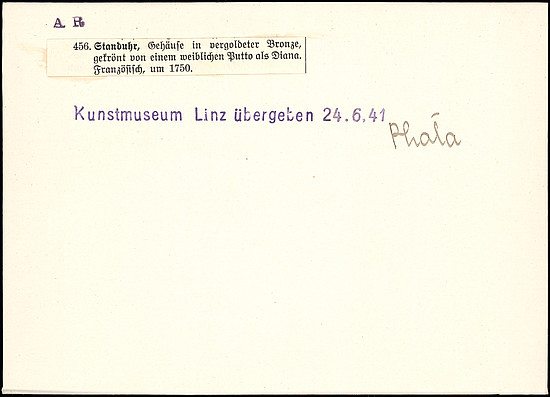 A. R
456. Standuhr, Gehäuse in vergoldeter Bronze,
gekrönt von einem weiblichen Putto als Diana.
Französisch, um 1750.
Kunstmuseum Linz übergeben 24.6.41